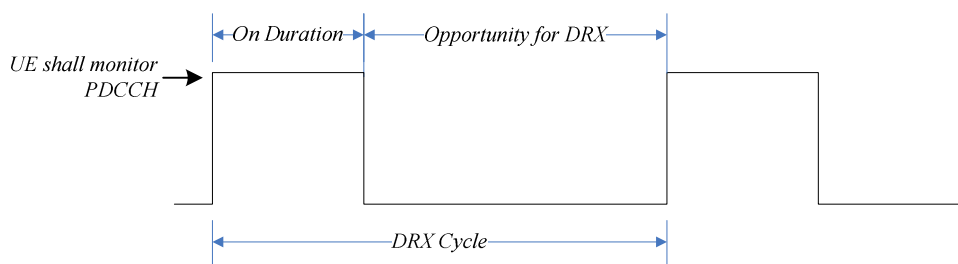 On Duration
Opportunity for DRX
UE shall monitor
PDCCH
DRX Cycle